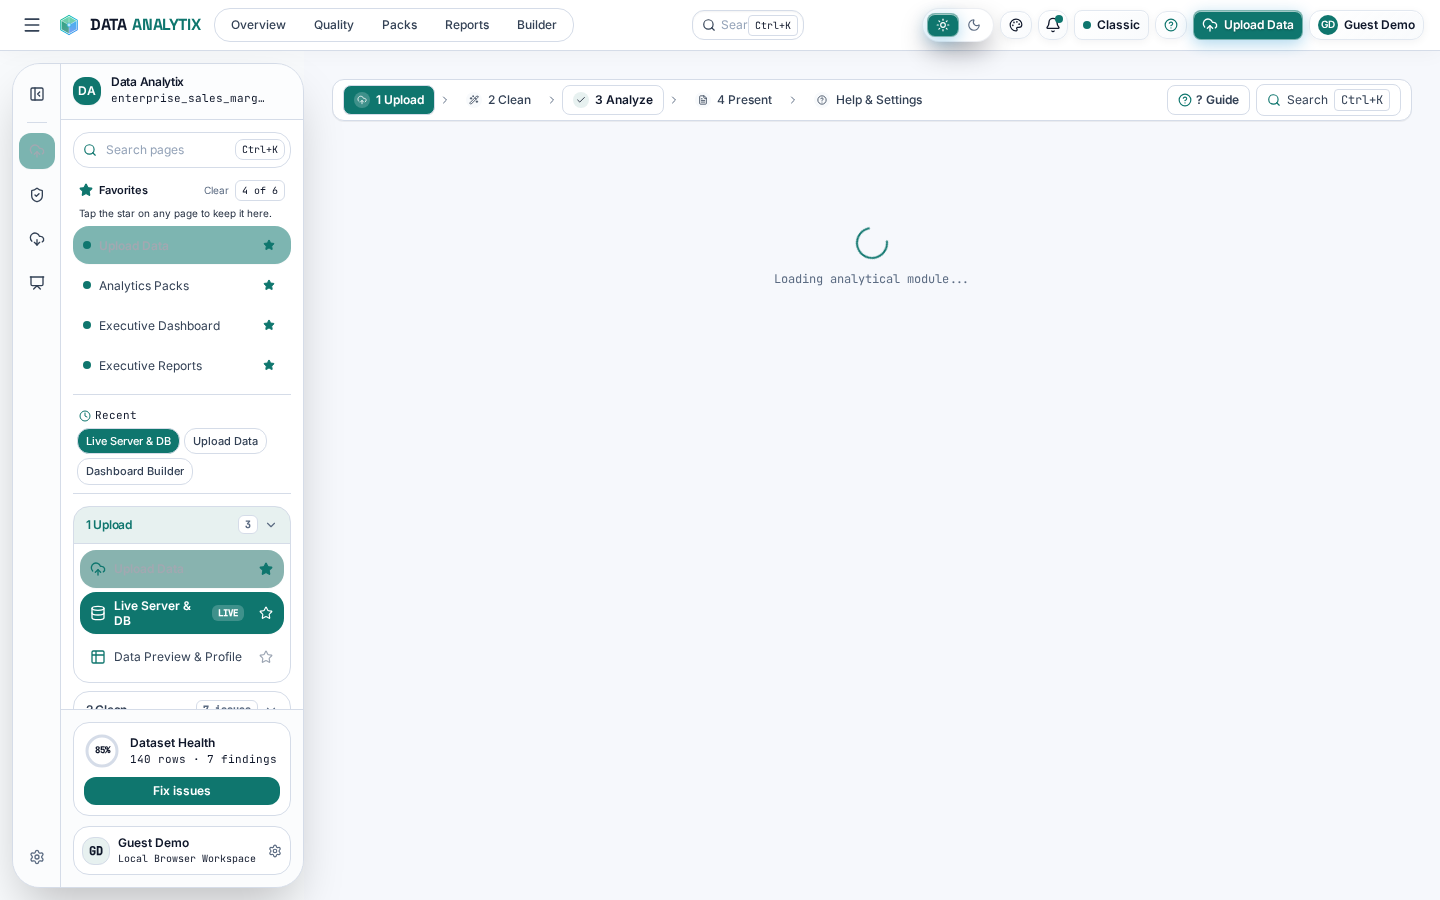 DATA ANALYTIX
Overview
Quality
Packs
Reports
Builder
Sear
Ctrl+K
Classic
Upload Data
GD
Guest Demo
DA
Data Analytix
enterprise_sales_marg…
1 Upload
2 Clean
3 Analyze
4 Present
Help & Settings
? Guide
Search
Ctrl+K
Search pages
Ctrl+K
Favorites
Clear
4 of 6
Tap the star on any page to keep it here.
Analytics Packs
Executive Dashboard
Executive Reports
Loading analytical module...
Recent
Live Server & DB
Upload Data
Dashboard Builder
1 Upload
3
Live Server &
DB
LIVE
Data Preview & Profile
2 Clean
7 issues
85%
Dataset Health
140 rows · 7 findings
Fix issues
GD
Guest Demo
Local Browser Workspace